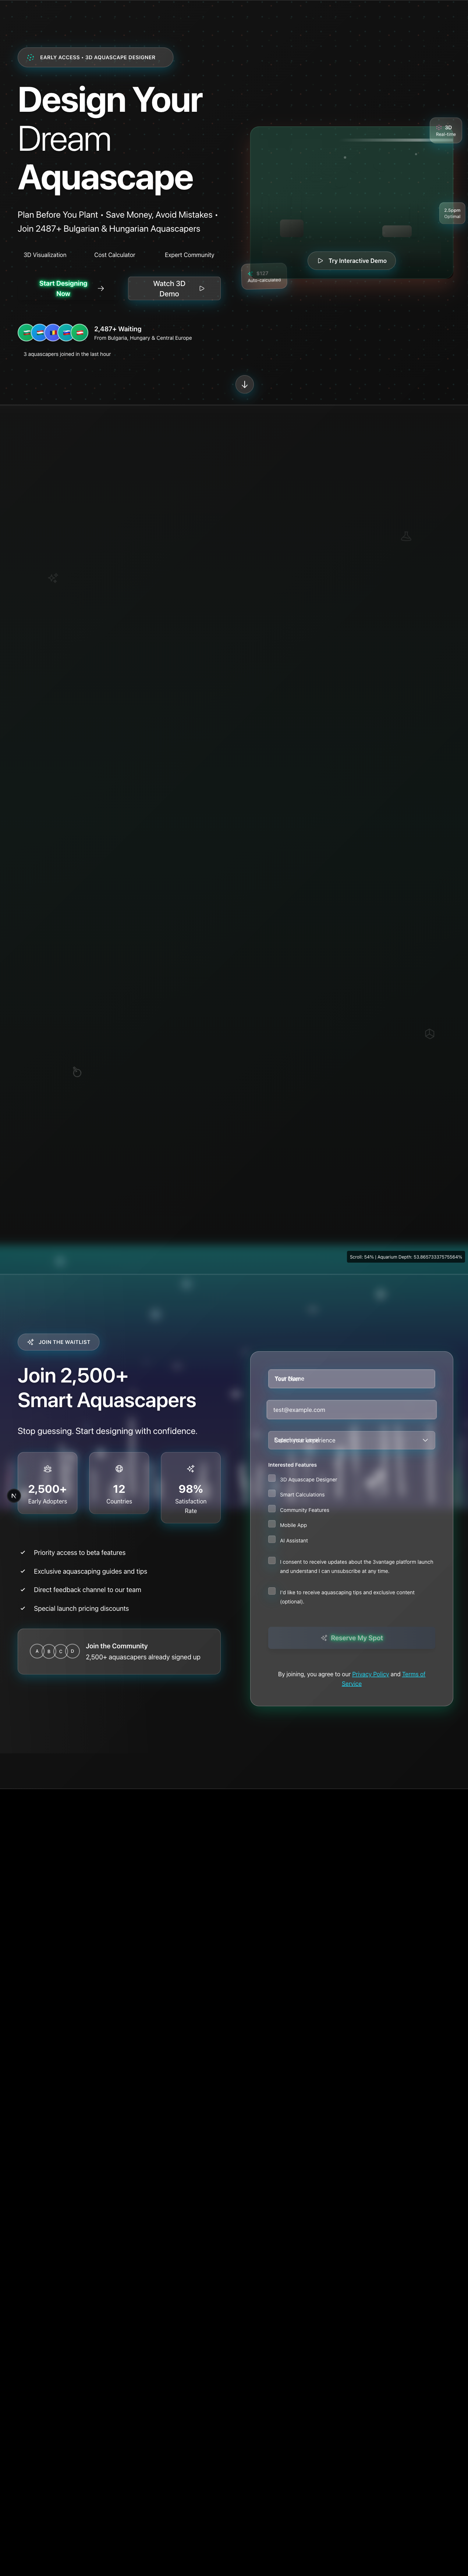 EARLY ACCESS • 3D AQUASCAPE DESIGNER
Design Your
Dream
Aquascape
Plan Before You Plant • Save Money, Avoid Mistakes •
Join 2487+ Bulgarian & Hungarian Aquascapers
3D Visualization
Cost Calculator
Expert Community
Start Designing
Now
Watch 3D
Demo
2,487+ Waiting
From Bulgaria, Hungary & Central Europe
3 aquascapers joined in the last hour
3D
Real-time
2.5ppm
Optimal
Try Interactive Demo
$127
Auto-calculated
Scroll: 54% | Aquarium Depth: 53.86573337575564%
JOIN THE WAITLIST
Join 2,500+
Smart Aquascapers
Stop guessing. Start designing with confidence.
2,500+
Early Adopters
12
Countries
98%
Satisfaction
Rate
N
Priority access to beta features
Exclusive aquascaping guides and tips
Direct feedback channel to our team
Special launch pricing discounts
A B C D
Join the Community
2,500+ aquascapers already signed up
Your Name
test@example.com
Interested Features
3D Aquascape Designer
Smart Calculations
Community Features
Mobile App
AI Assistant
I consent to receive updates about the 3vantage platform launch
and understand I can unsubscribe at any time.
I'd like to receive aquascaping tips and exclusive content
(optional).
Reserve My Spot
By joining, you agree to our Privacy Policy and Terms of
Service